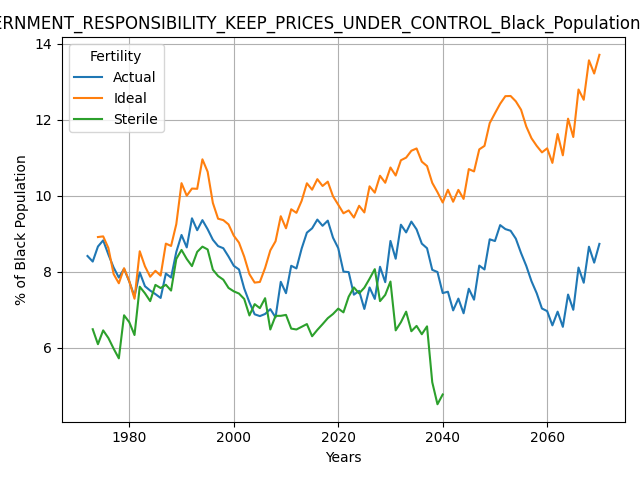 ERNMENT_RESPONSIBILITY_KEEP_PRICES_UNDER_CONTROL_Black_Population
14
12
10
8
6
% of Black Population
Fertility
Actual
Ideal
Sterile
1980
2000
2020
2040
2060
Years